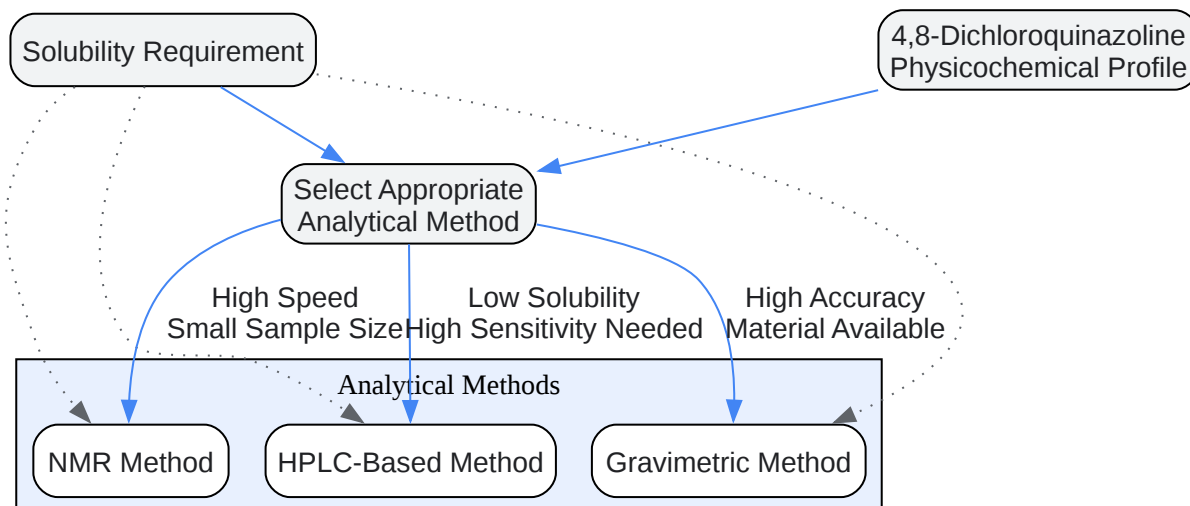 Solubility Requirement
4,8-Dichloroquinazoline
Physicochemical Profile
Select Appropriate
Analytical Method
High Speed
Small Sample Size
Low Solubility
High Sensitivity Needed
High Accuracy
Material Available
Analytical Methods
NMR Method
HPLC-Based Method
Gravimetric Method